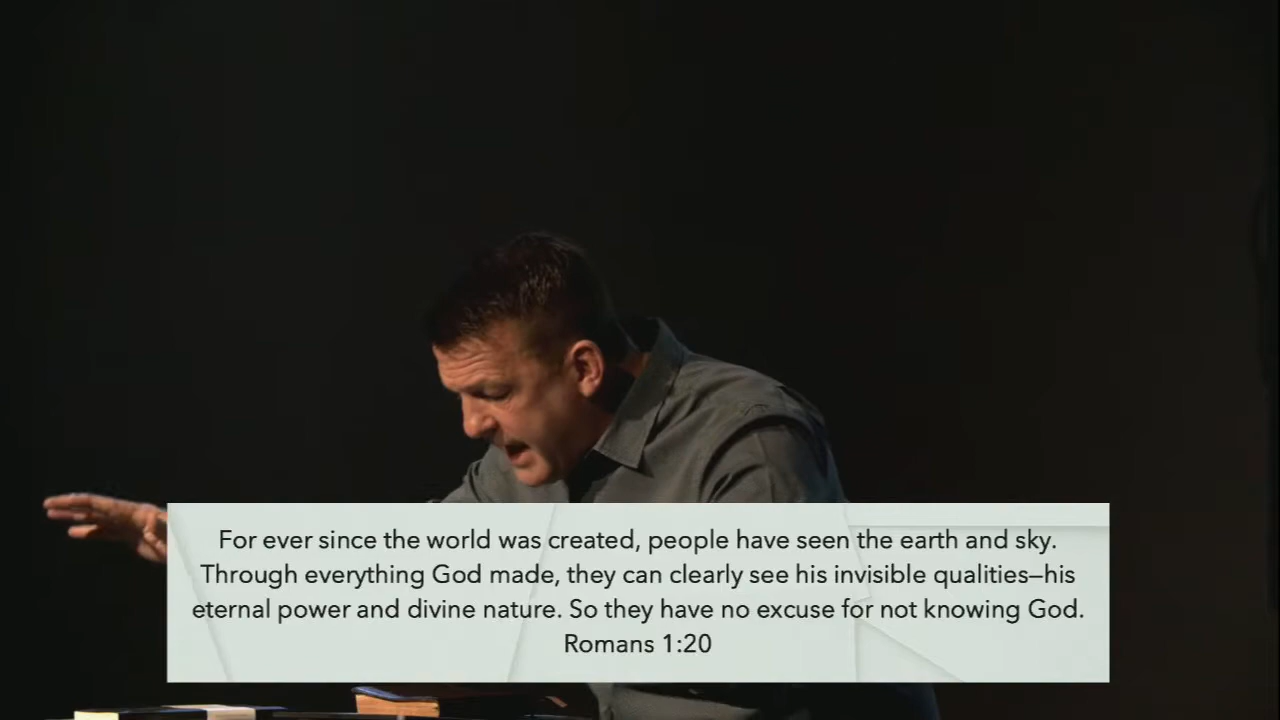 For ever since the world was created, people have seen the earth and sky.
Through everything God made, they can clearly see his invisible qualities—his
eternal power and divine nature. So they have no excuse for not knowing God.
Romans 1:20